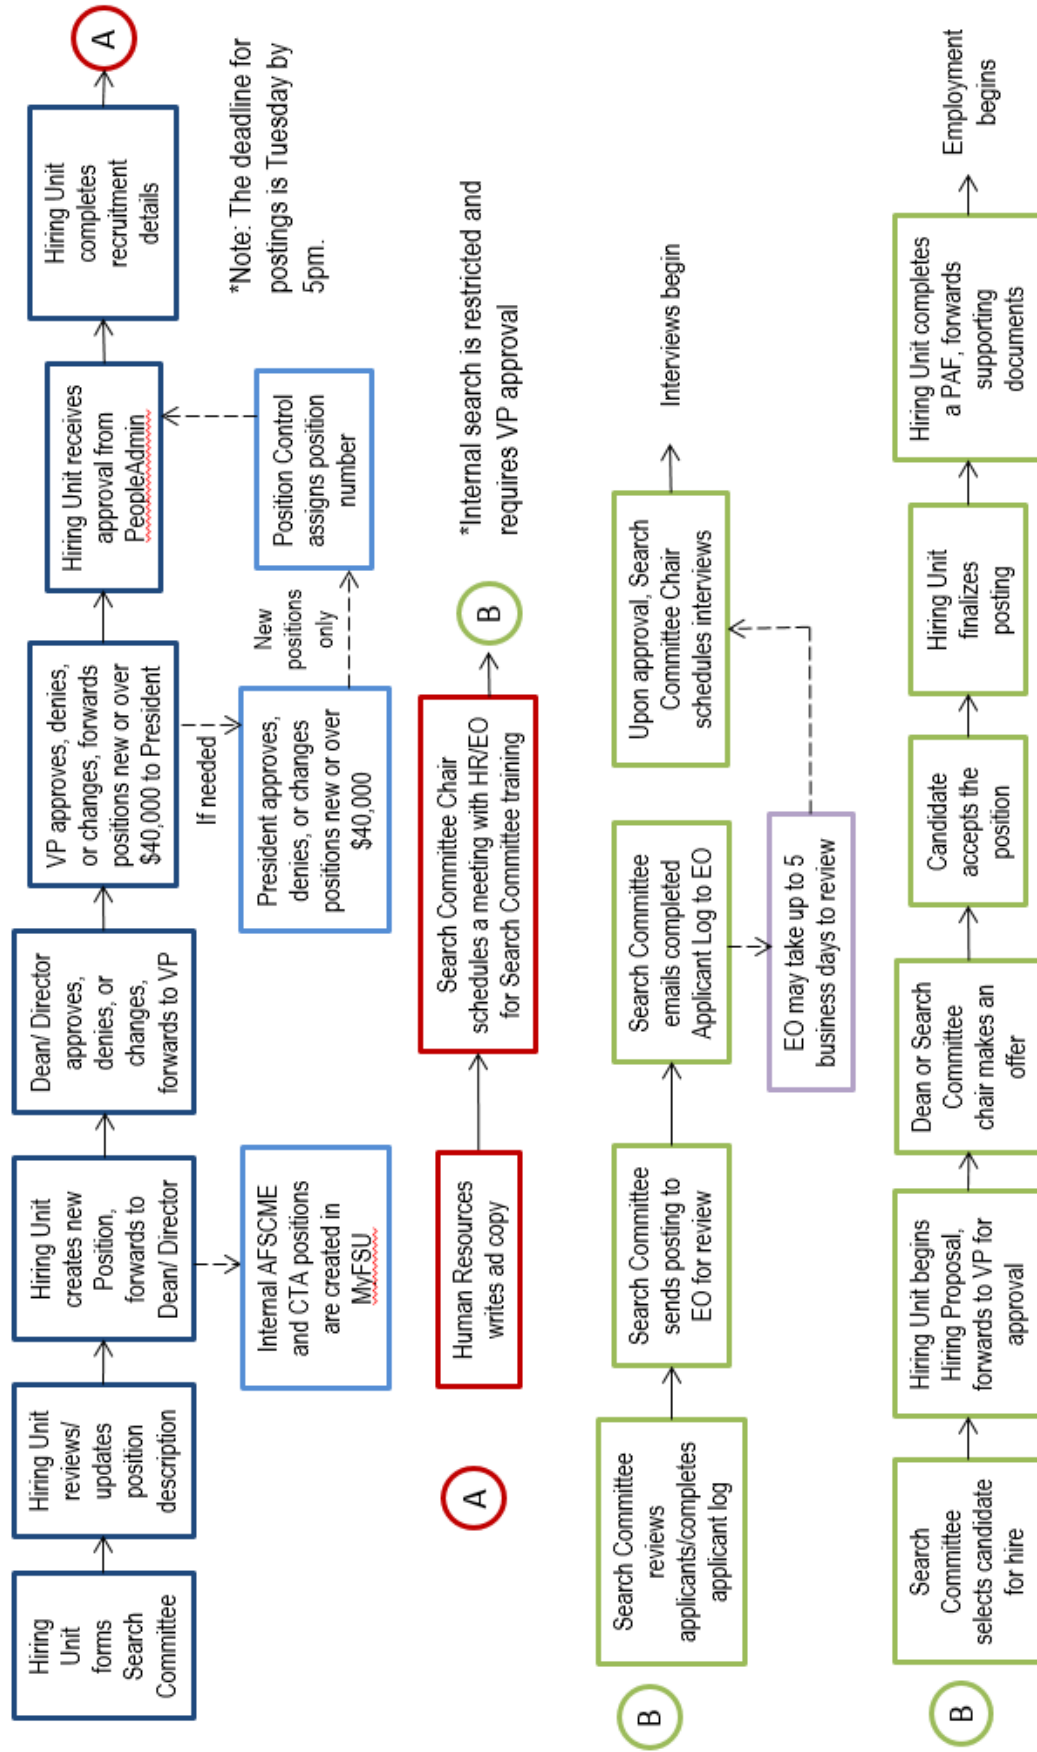 Hiring
Unit
forms
Search
Committee
Hiring Unit
reviews/
updates
position
description
Hiring Unit
creates new
Position,
forwards to
Dean/ Director
Dean/ Director
approves,
denies, or
changes,
forwards to VP
VP approves, denies,
or changes, forwards
positions new or over
$40,000 to President
Hiring Unit receives
approval from
PeopleAdmin
Hiring Unit
completes
recruitment
details
A
Internal AFSCME
and CTA positions
are created in
MyFSU
If needed
President approves,
denies, or changes
positions new or over
$40,000
New
positions
only
Position Control
assigns position
number
*Note: The deadline for
postings is Tuesday by
5pm.
A
Human Resources
writes ad copy
Search Committee Chair
schedules a meeting with HR/EO
for Search Committee training
B
*Internal search is restricted and
requires VP approval
B
Search Committee
reviews
applicants/completes
applicant log
Search Committee
sends posting to
EO for review
Search Committee
emails completed
Applicant Log to EO
EO may take up to 5
business days to review
Upon approval, Search
Committee Chair
schedules interviews
Interviews begin
B
Search
Committee
selects candidate
for hire
Hiring Unit begins
Hiring Proposal,
forwards to VP for
approval
Dean or Search
Committee
chair makes an
offer
Candidate
accepts the
position
Hiring Unit
finalizes
posting
Hiring Unit completes
a PAF, forwards
supporting
documents
Employment
begins